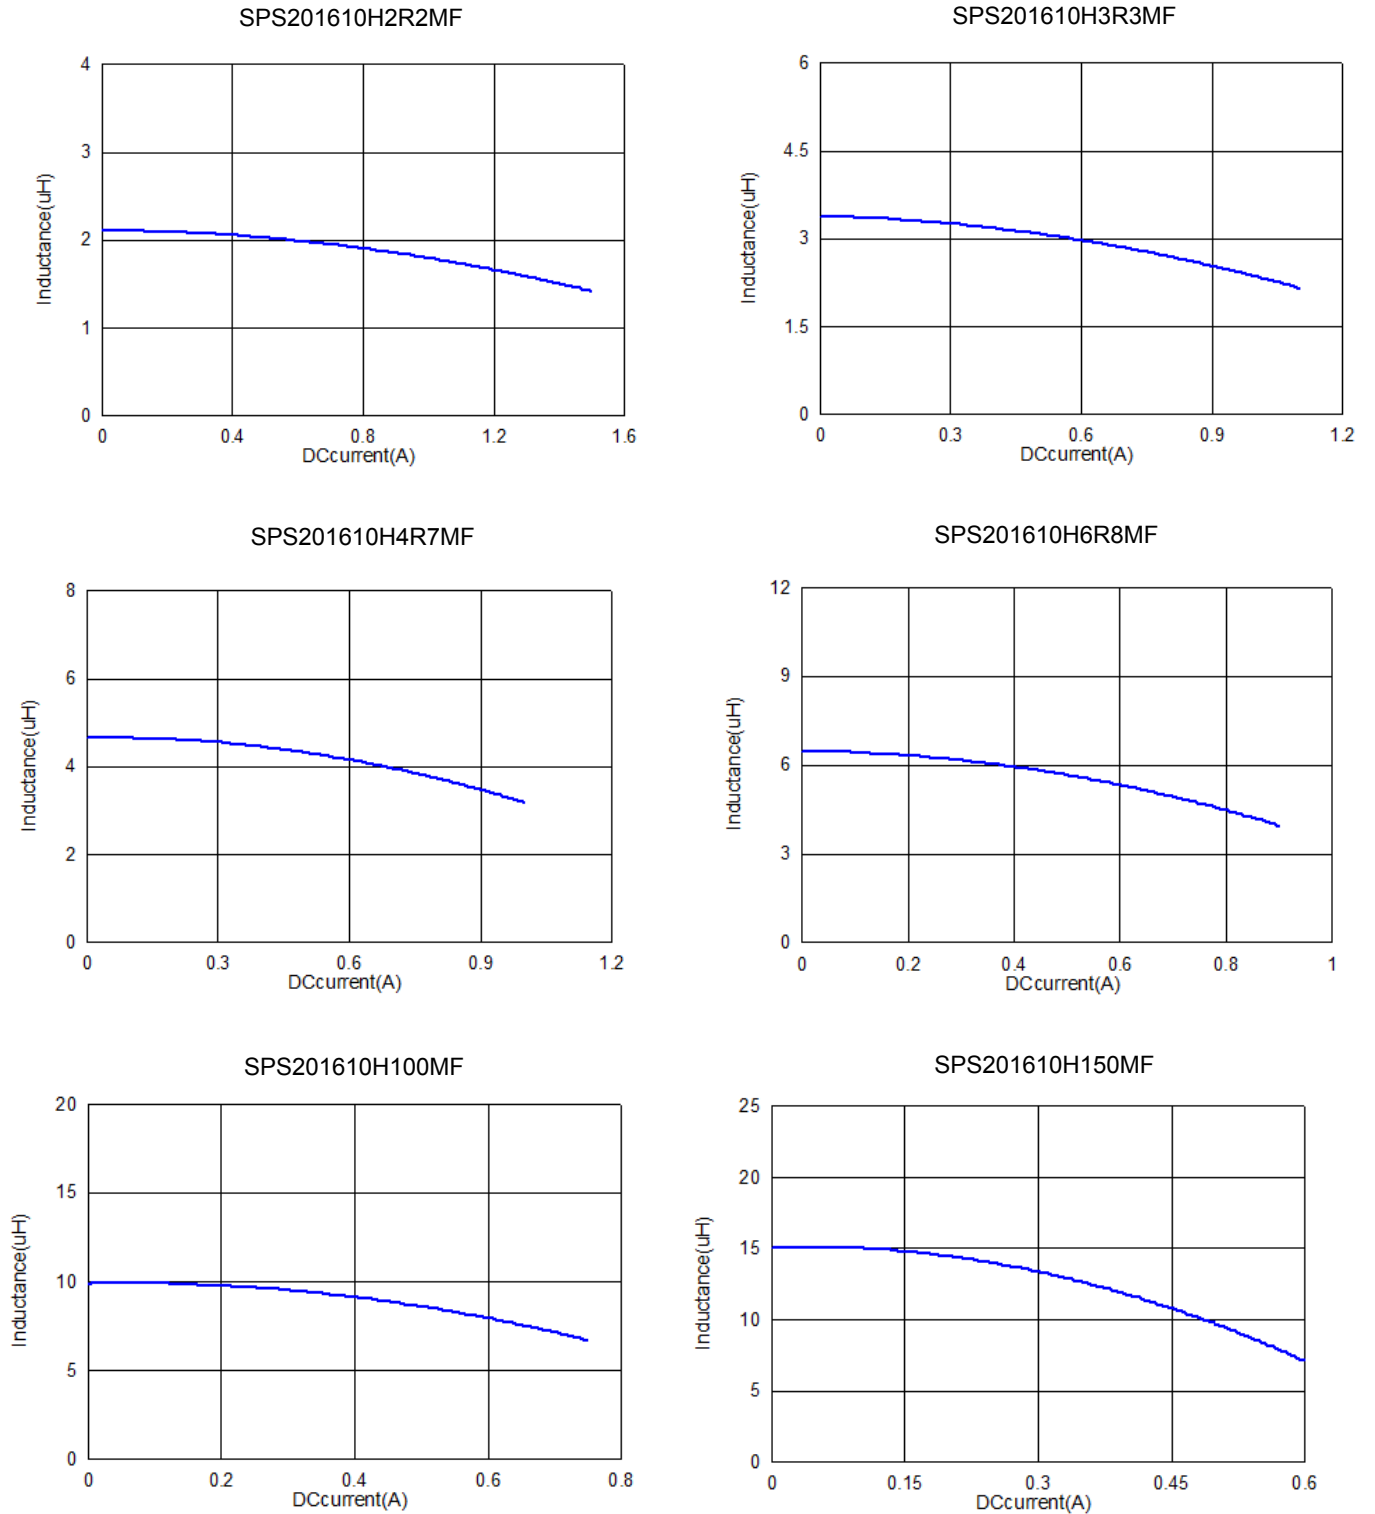 SPS201610H2R2MF
4
3
2
1
0
Inductance(uH)
0 0.4 0.8 1.2 1.6
DCcurrent(A)
SPS201610H3R3MF
6
4.5
3
1.5
0
Inductance(uH)
0 0.3 0.6 0.9 1.2
DCcurrent(A)
SPS201610H4R7MF
8
6
4
2
0
Inductance(uH)
0 0.3 0.6 0.9 1.2
DCcurrent(A)
SPS201610H6R8MF
12
9
6
3
0
Inductance(uH)
0 0.2 0.4 0.6 0.8 1
DCcurrent(A)
SPS201610H100MF
20
15
10
5
0
Inductance(uH)
0 0.2 0.4 0.6 0.8
DCcurrent(A)
SPS201610H150MF
25
20
15
10
5
0
Inductance(uH)
0 0.15 0.3 0.45 0.6
DCcurrent(A)